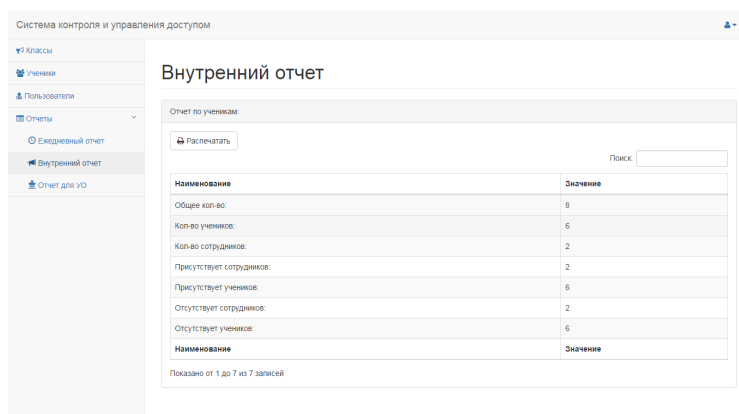 Система контроля и управления доступом
Классы
Ученики
Пользователи
Отчеты
Ежедневный отчет
Внутренний отчет
Отчет для УО
Внутренний отчет
Отчет по ученикам:
Распечатать
Поиск:
Наименование Значение
Общее кол-во: 8
Кол-во учеников: 6
Кол-во сотрудников: 2
Присутствует сотрудников: 2
Присутствует учеников: 6
Отсутствует сотрудников: 2
Отсутствует учеников: 6
Наименование Значение
Показано от 1 до 7 из 7 записей